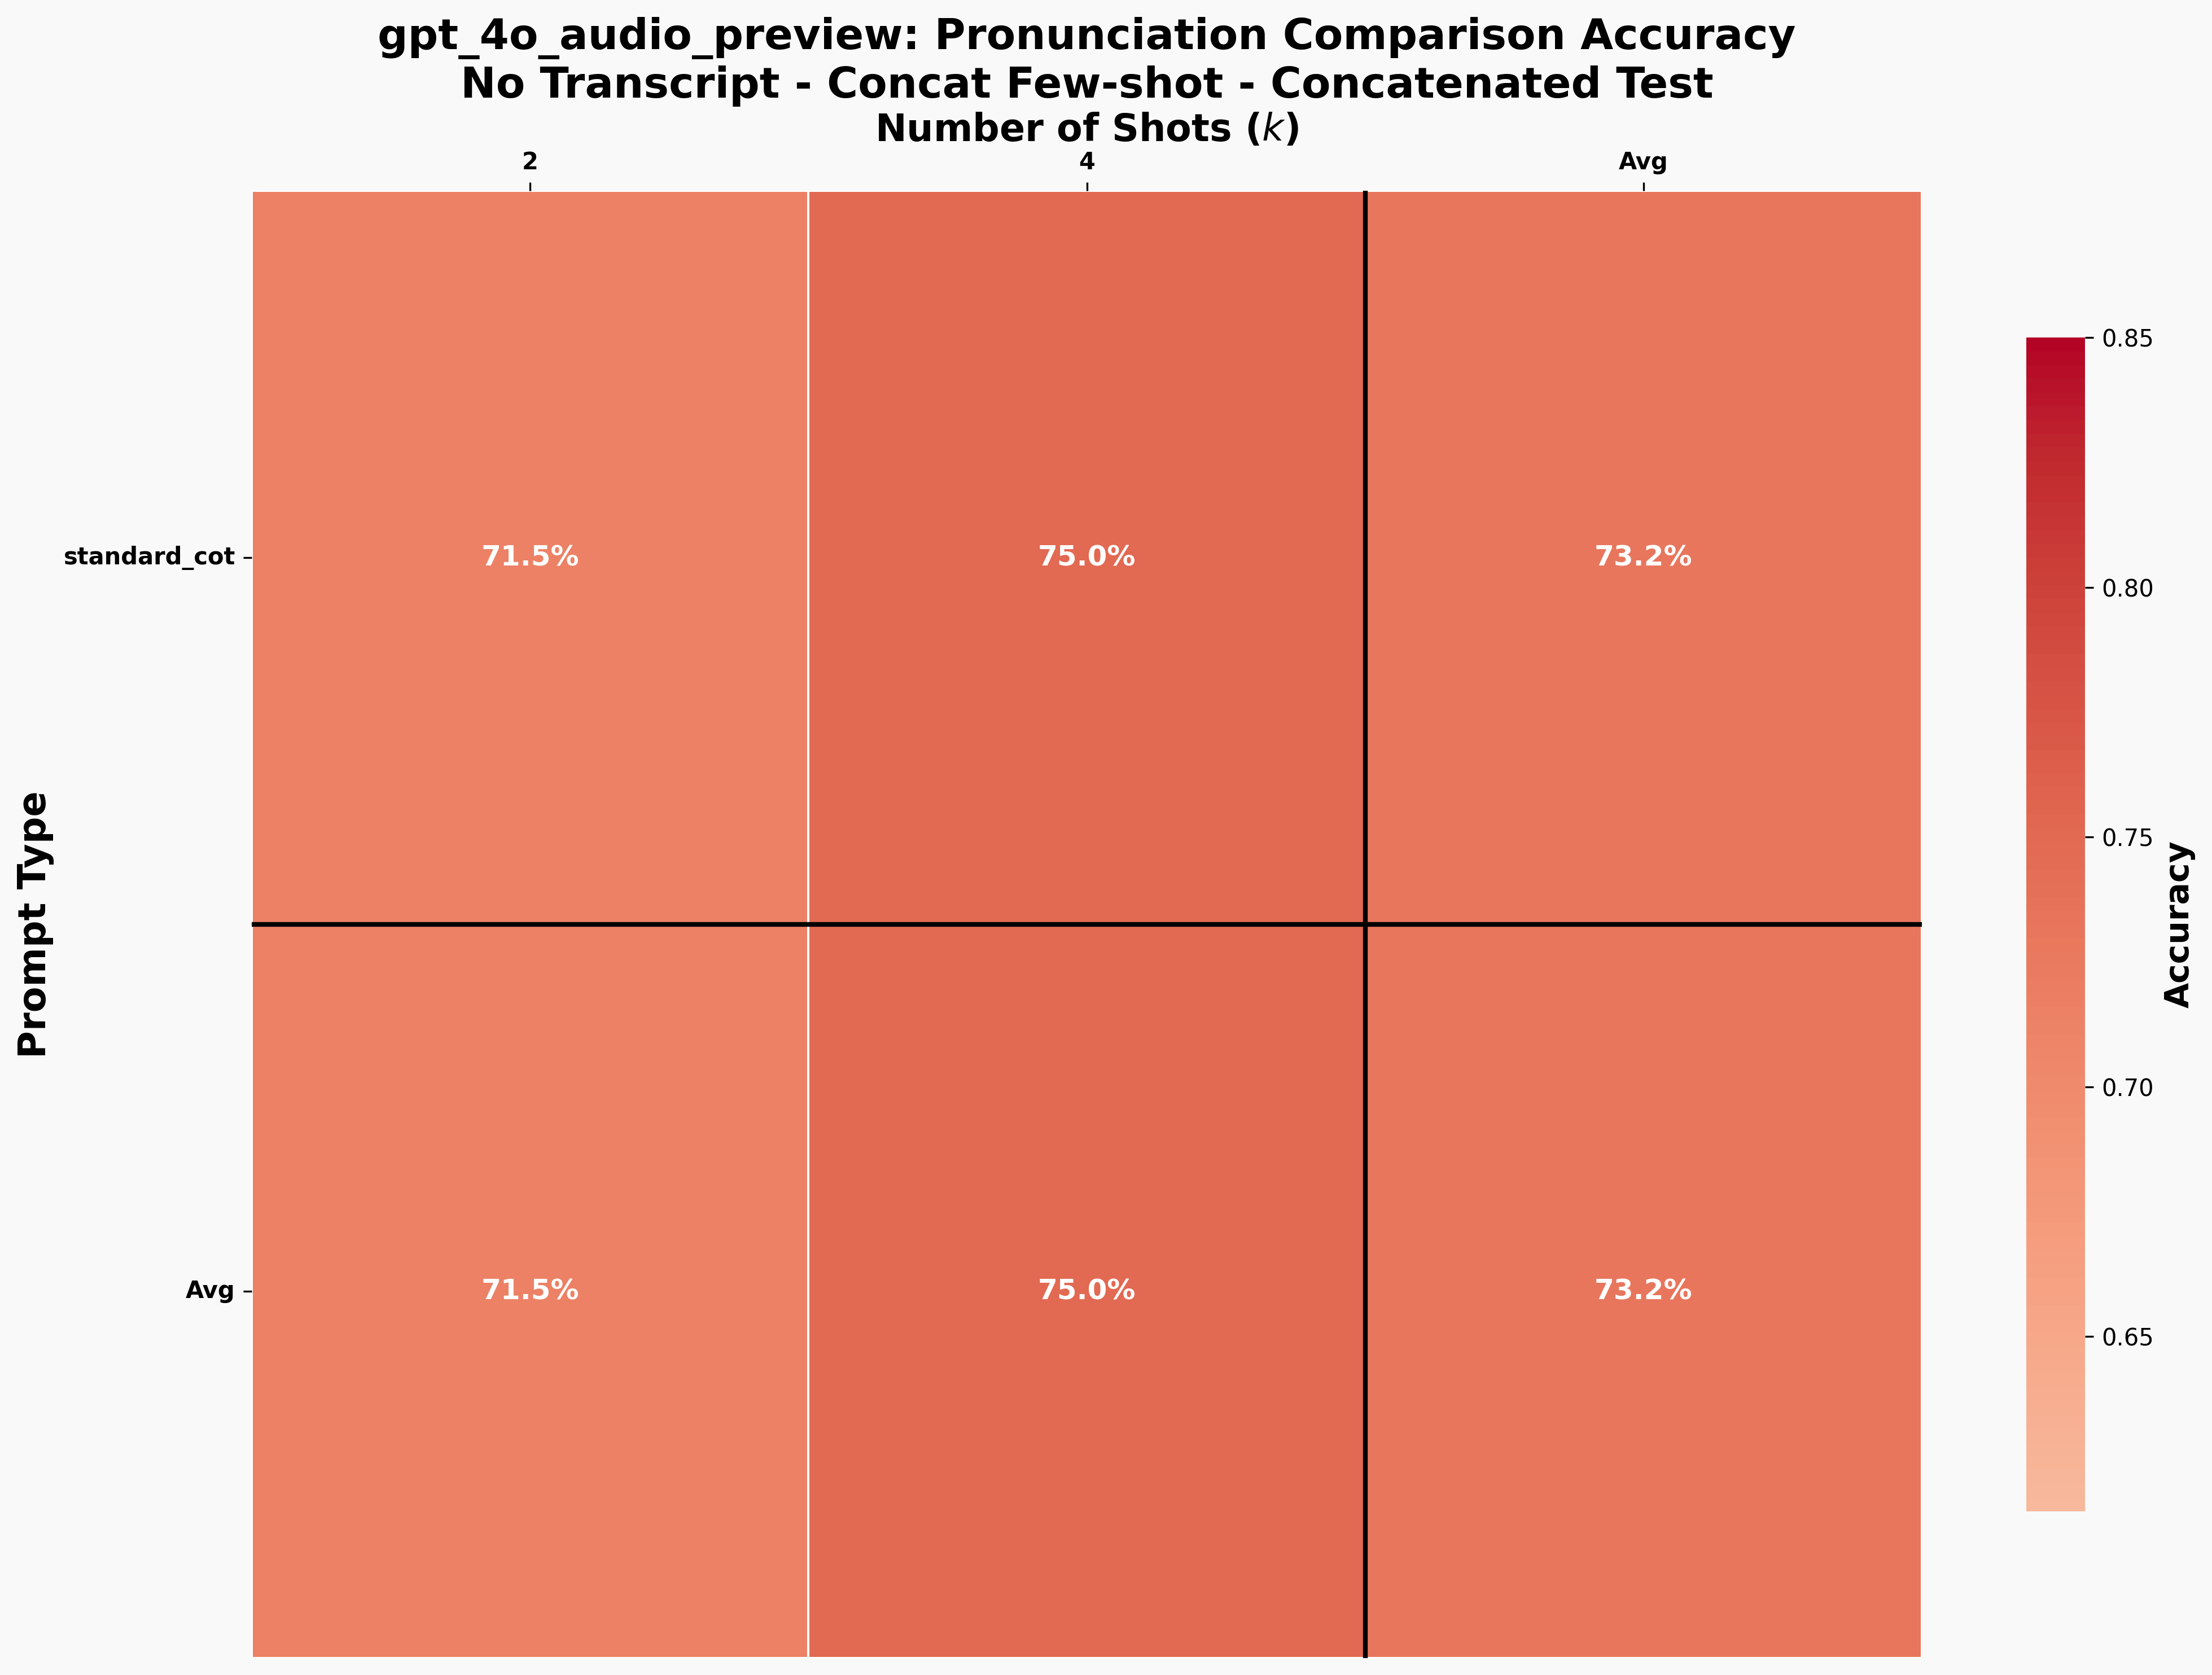 gpt_4o_audio_preview: Pronunciation Comparison Accuracy
No Transcript - Concat Few-shot - Concatenated Test
Number of Shots (k)
2 4 Avg
standard_cot 71.5% 75.0% 73.2%
Avg 71.5% 75.0% 73.2%
Prompt Type
0.85
0.80
0.75
0.70
0.65
Accuracy